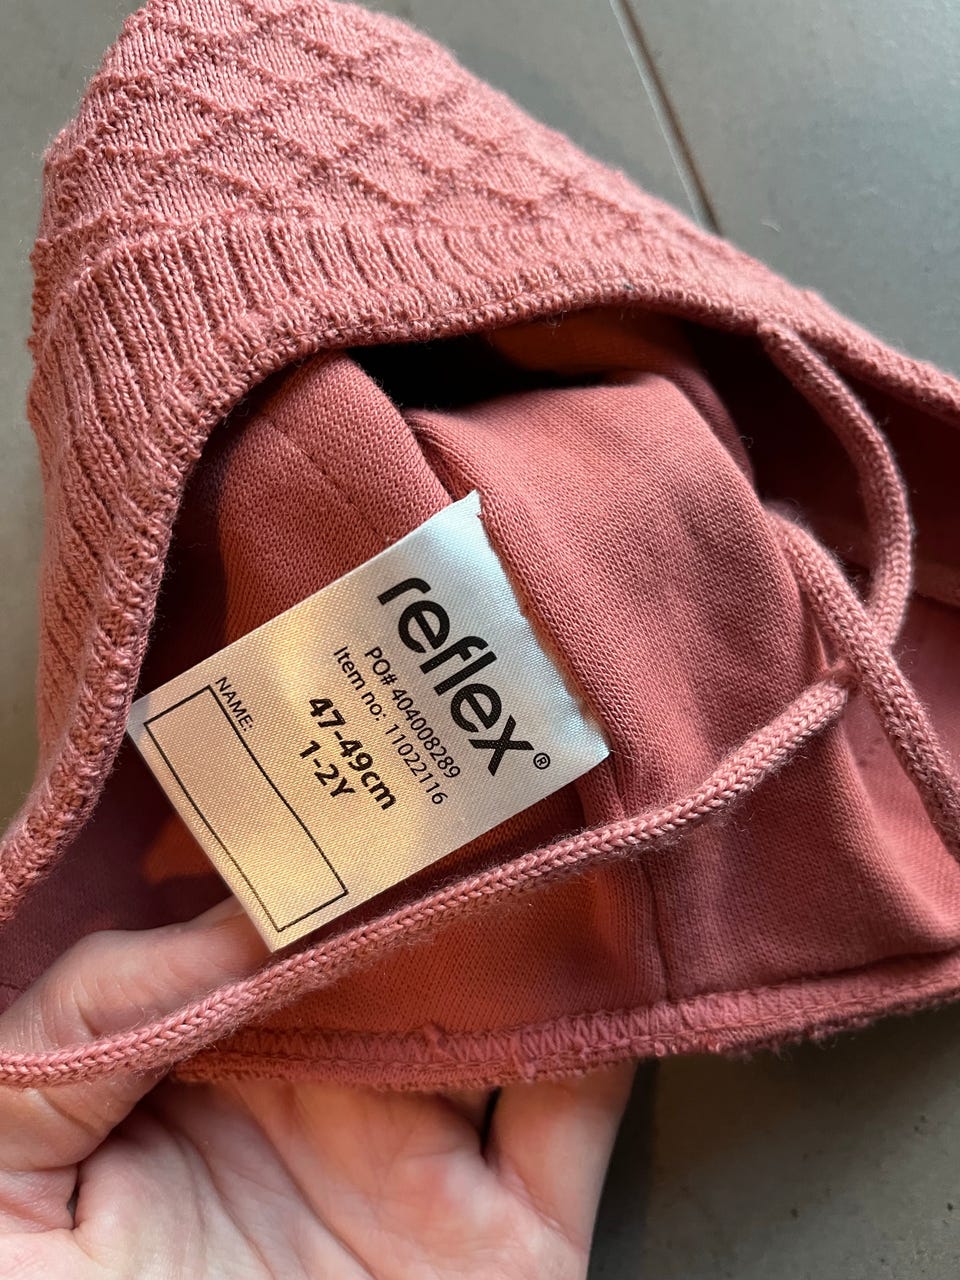 reflex®
PO# 404008289
Item no: 11022116
47-49cm
1-2Y
NAME: